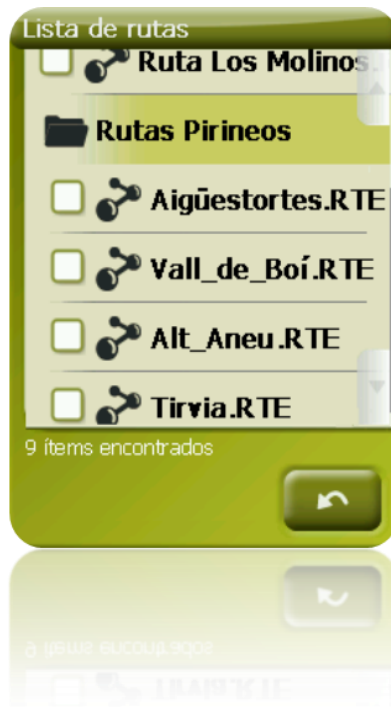 Lista de rutas
Ruta Los Molinos.
Rutas Pirineos
Aigüestortes.RTE
Vall_de_Boí.RTE
Alt_Aneu.RTE
Tirvia.RTE
9 ítems encontrados